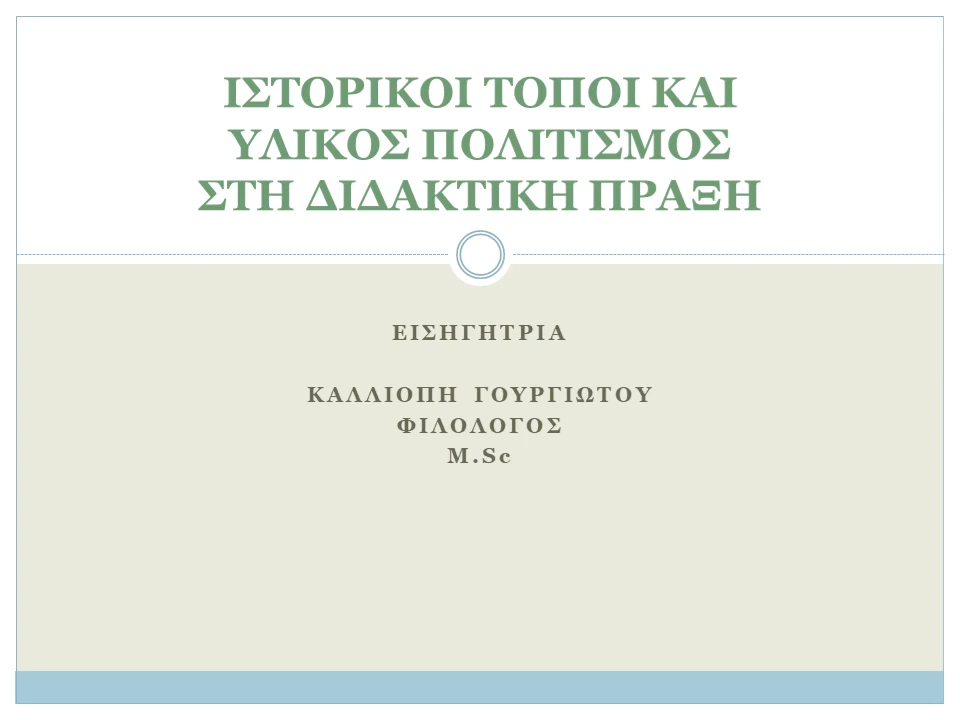 ΙΣΤΟΡΙΚΟΙ ΤΟΠΟΙ ΚΑΙ
ΥΛΙΚΟΣ ΠΟΛΙΤΙΣΜΟΣ
ΣΤΗ ΔΙΔΑΚΤΙΚΗ ΠΡΑΞΗ
ΕΙΣΗΓΗΤΡΙΑ
ΚΑΛΛΙΟΠΗ ΓΟΥΡΓΙΩΤΟΥ
ΦΙΛΟΛΟΓΟΣ
M.Sc